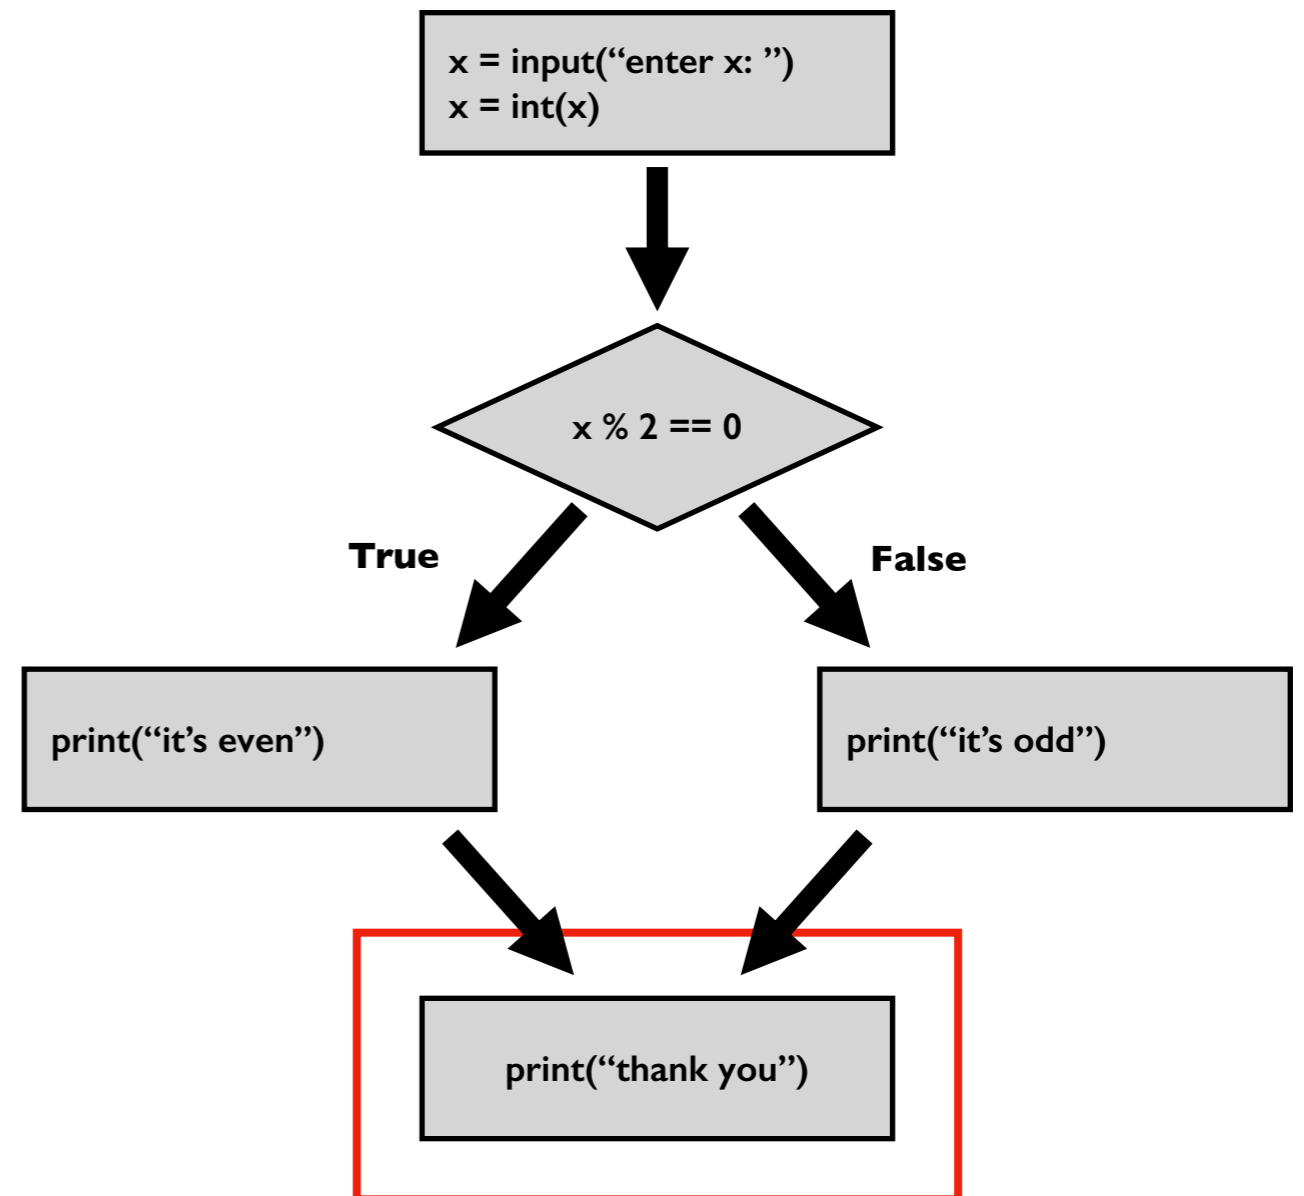 x = input(“enter x: ”)
x = int(x)
x % 2 == 0
True
False
print(“it’s even”)
print(“it’s odd”)
print(“thank you”)